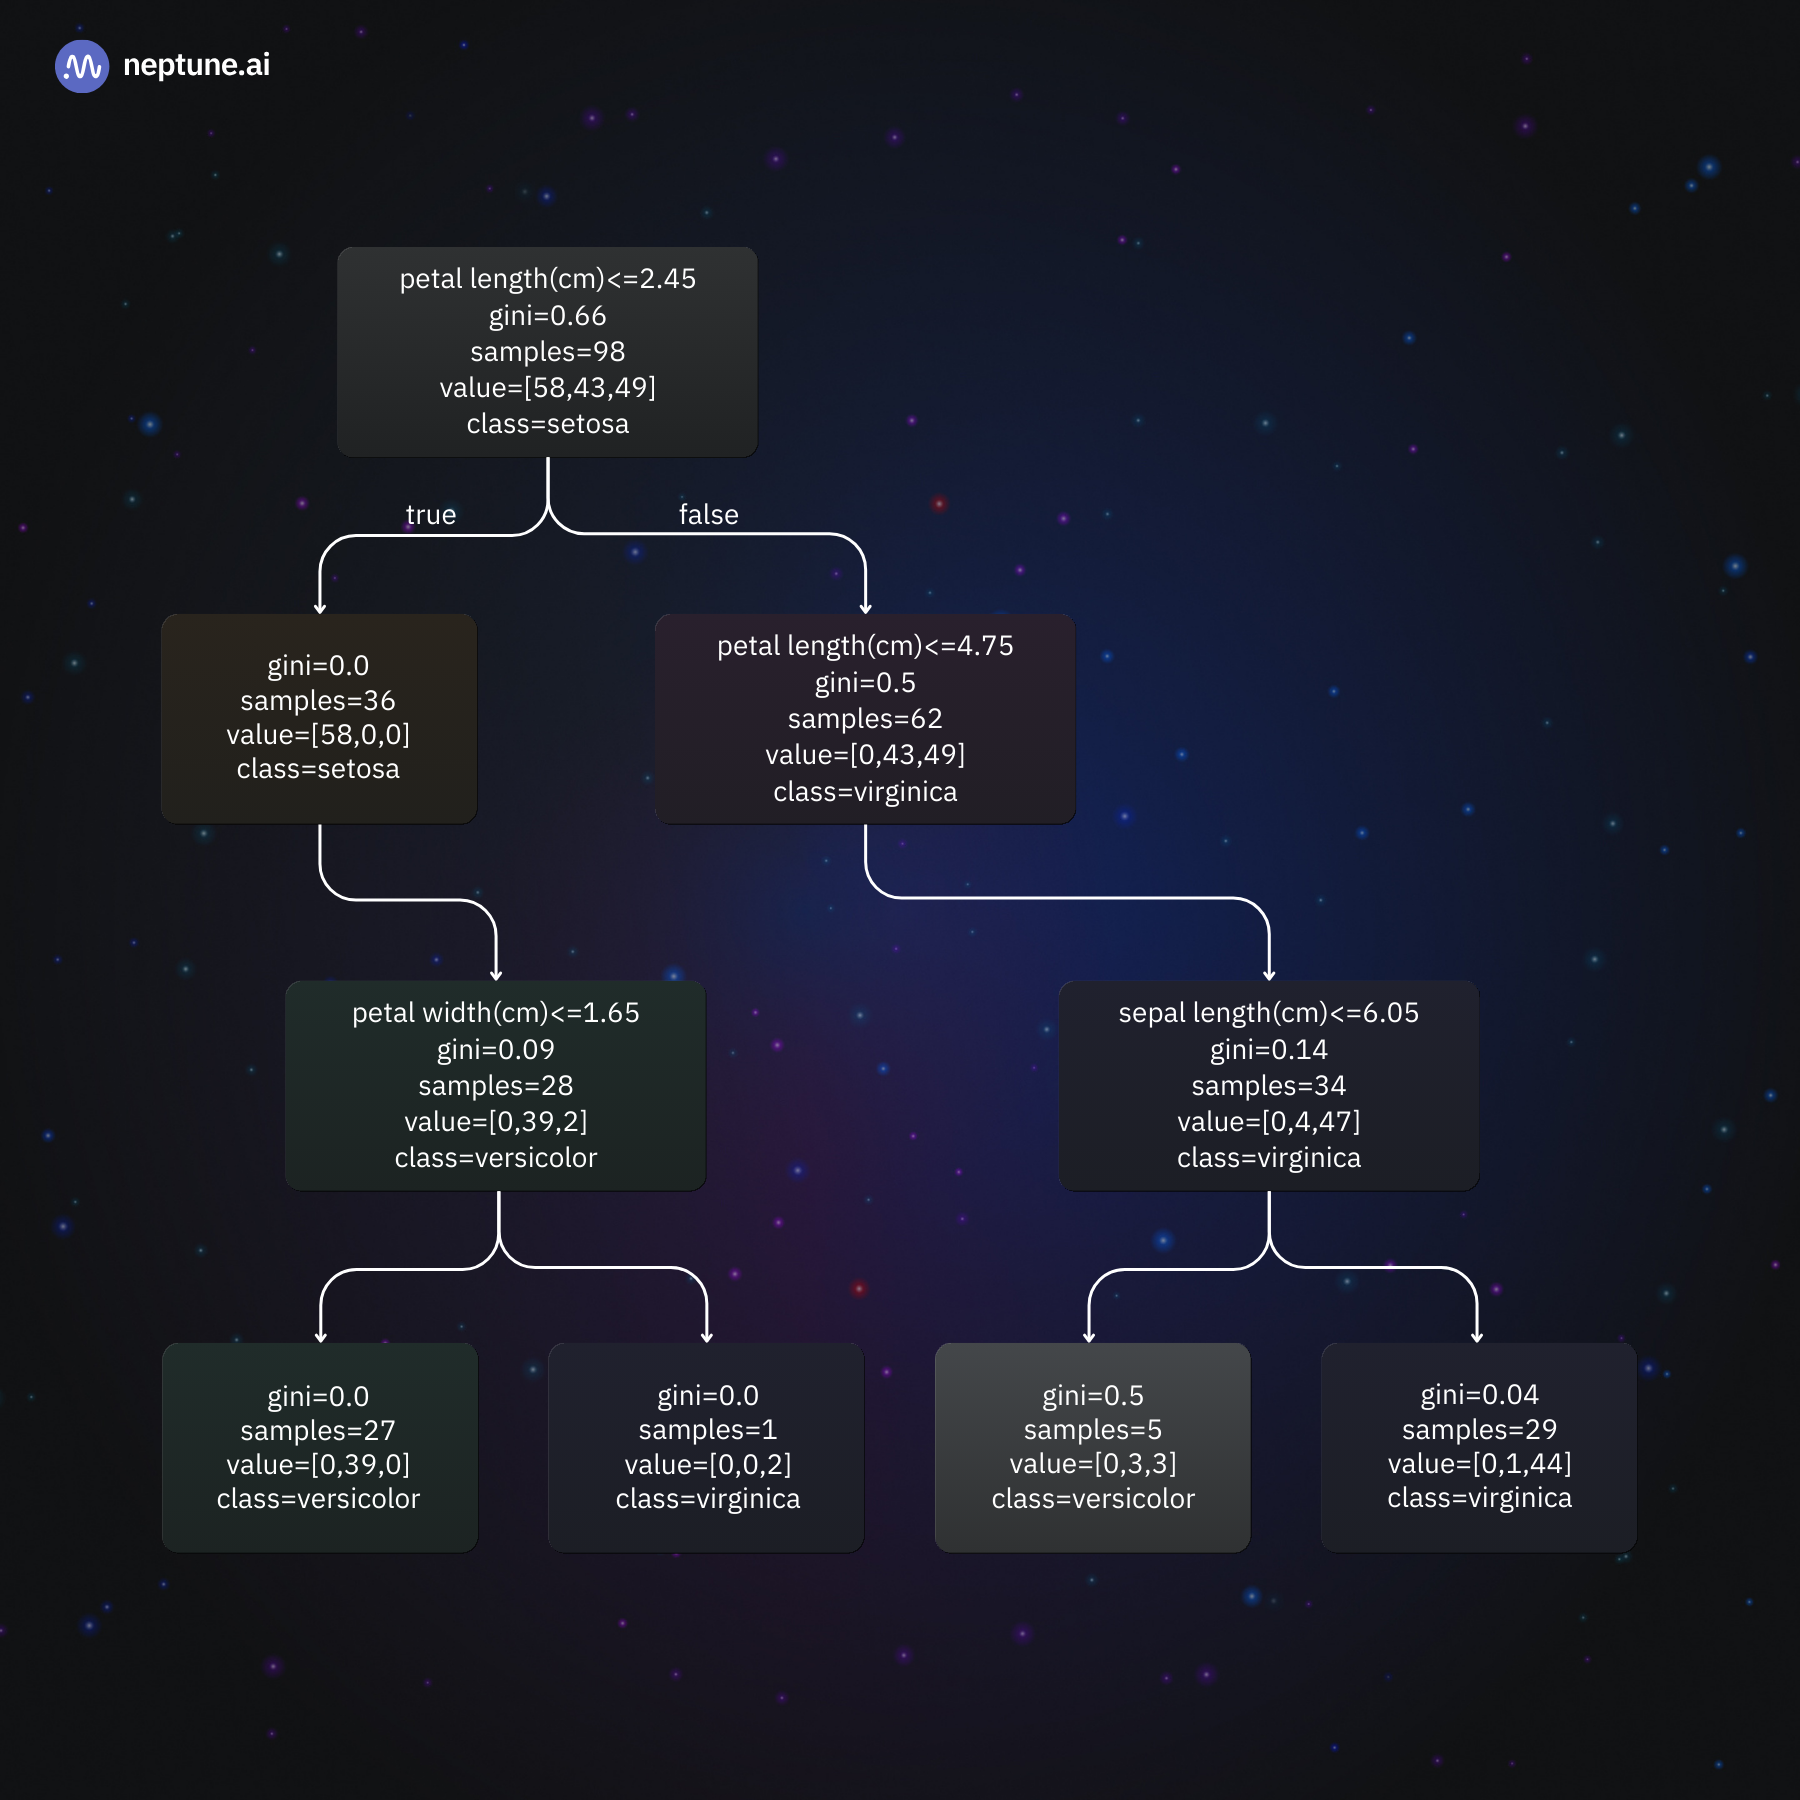 neptune.ai
petal length(cm)<=2.45
gini=0.66
samples=98
value=[58,43,49]
class=setosa
true
false
gini=0.0
samples=36
value=[58,0,0]
class=setosa
petal length(cm)<=4.75
gini=0.5
samples=62
value=[0,43,49]
class=virginica
petal width(cm)<=1.65
gini=0.09
samples=28
value=[0,39,2]
class=versicolor
sepal length(cm)<=6.05
gini=0.14
samples=34
value=[0,4,47]
class=virginica
gini=0.0
samples=27
value=[0,39,0]
class=versicolor
gini=0.0
samples=1
value=[0,0,2]
class=virginica
gini=0.5
samples=5
value=[0,3,3]
class=versicolor
gini=0.04
samples=29
value=[0,1,44]
class=virginica